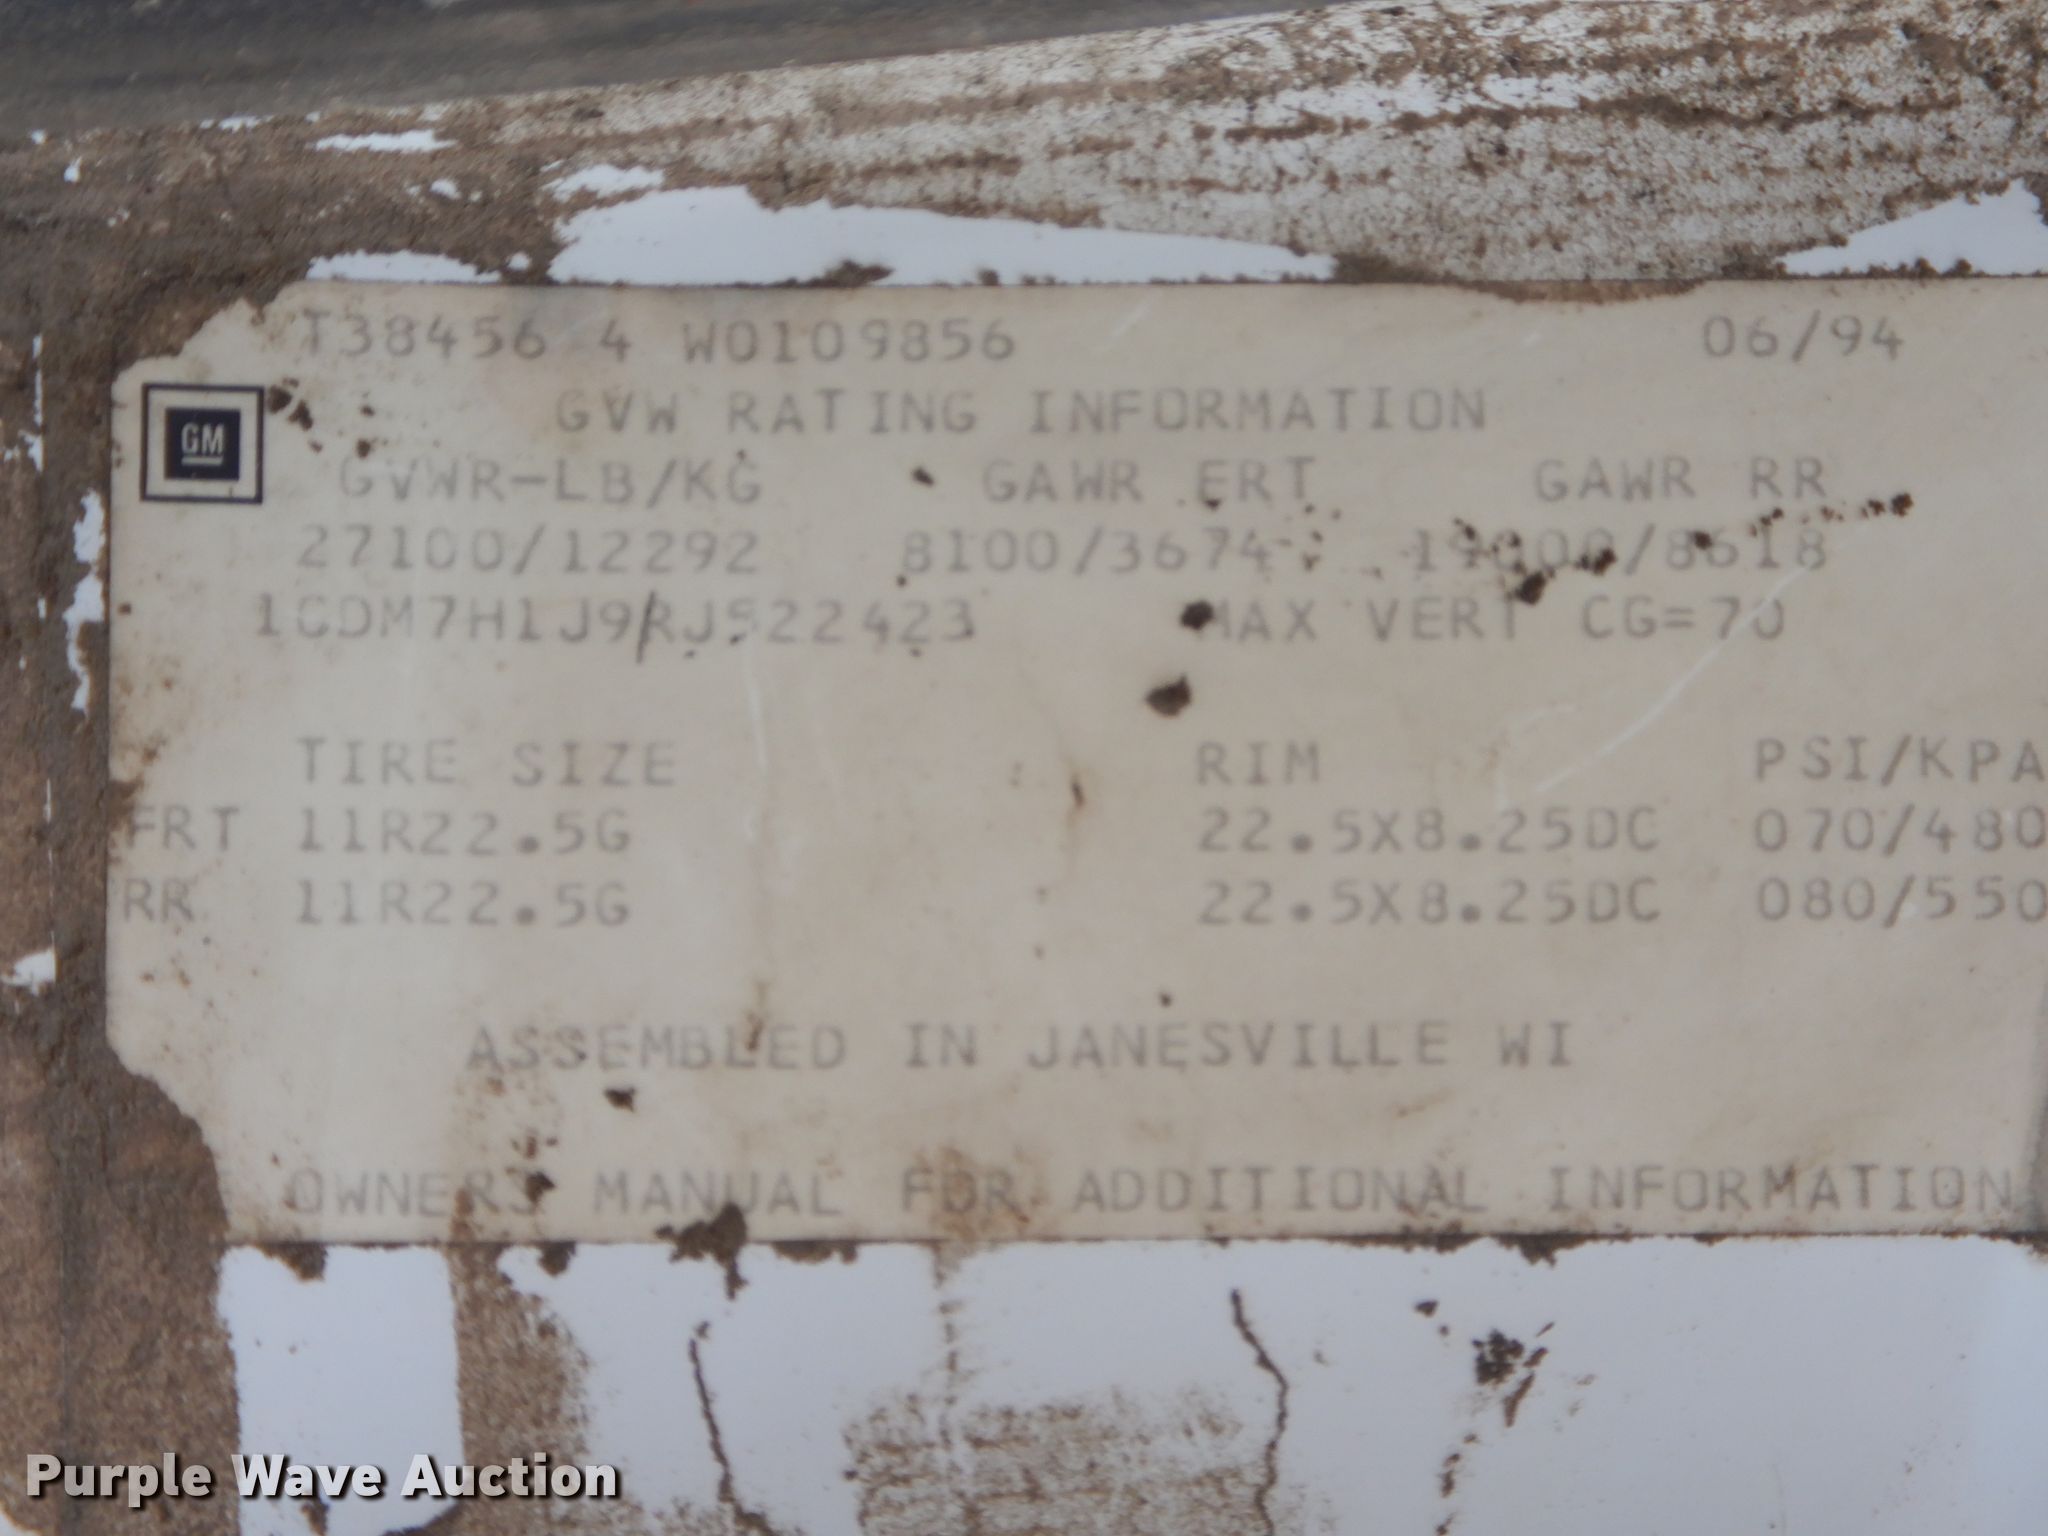 T38456 4 W0109856 06/94
GM
GVW RATING INFORMATION
GVWR-LB/KG GAWR FRT GAWR RR
27100/12292 8100/3674 19000/8618
1GDM7H1J9RJ522423 MAX VERT CG=70
TIRE SIZE RIM PSI/KPA
FRT 11R22.5G 22.5X8.25DC 070/480
RR 11R22.5G 22.5X8.25DC 080/550
ASSEMBLED IN JANESVILLE WI
OWNERS MANUAL FOR ADDITIONAL INFORMATION
Purple Wave Auction